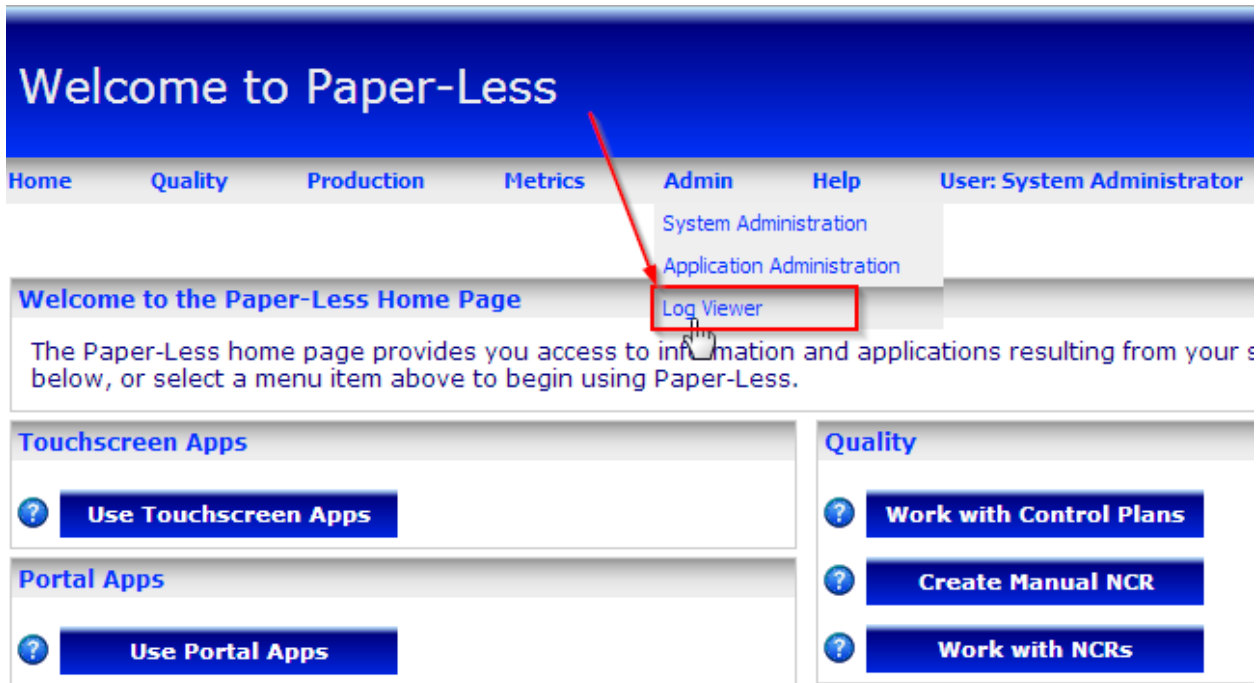 Welcome to Paper-Less
Home Quality Production Metrics Admin Help User: System Administrator
System Administration
Application Administration
Log Viewer
Welcome to the Paper-Less Home Page
The Paper-Less home page provides you access to information and applications resulting from your s
below, or select a menu item above to begin using Paper-Less.
Touchscreen Apps
? Use Touchscreen Apps
Portal Apps
? Use Portal Apps
Quality
? Work with Control Plans
? Create Manual NCR
? Work with NCRs